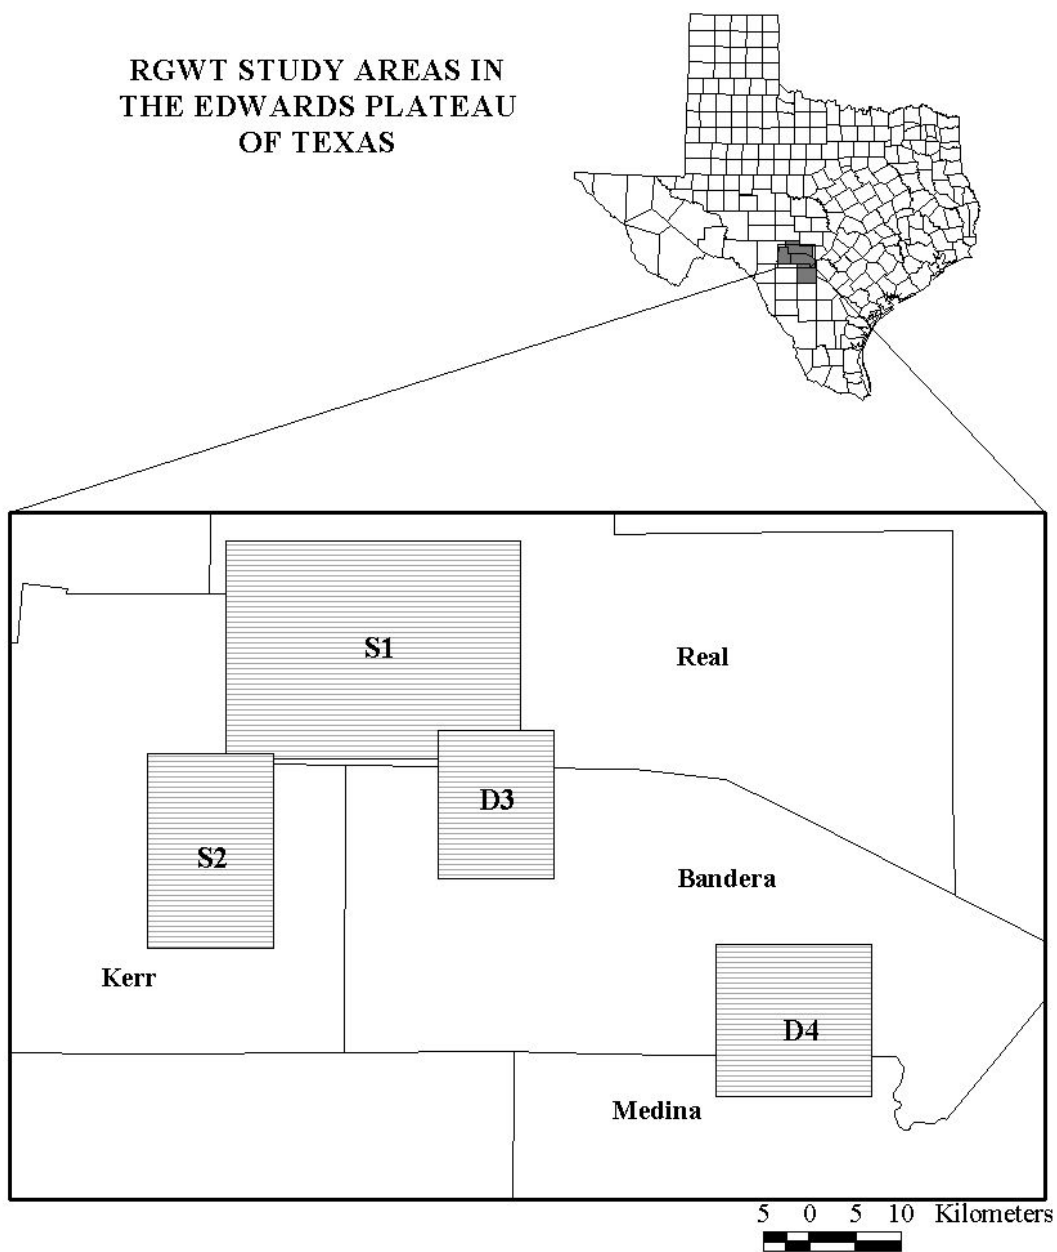 RGWT STUDY AREAS IN
THE EDWARDS PLATEAU
OF TEXAS
S1
Real
D3
S2
Bandera
Kerr
D4
Medina
5 0 5 10 Kilometers